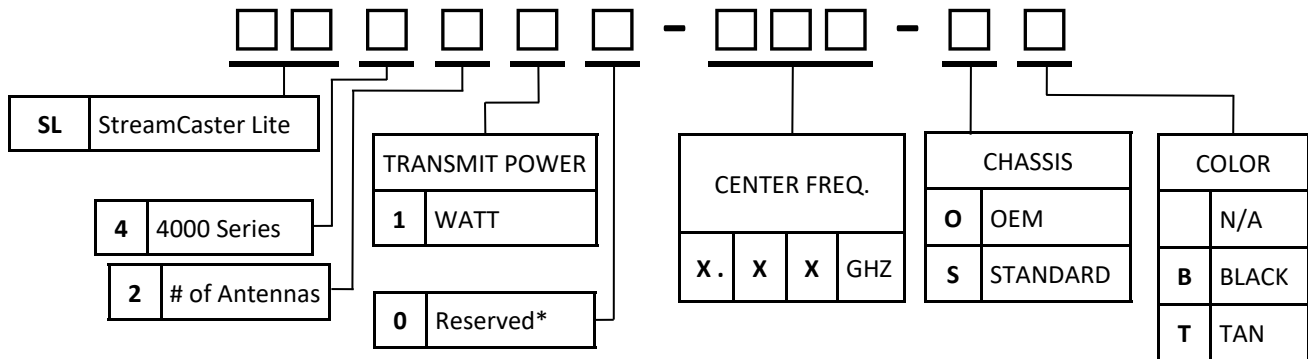 - -
SL StreamCaster Lite
4 4000 Series
2 # of Antennas
TRANSMIT POWER
1 WATT
0 Reserved*
CENTER FREQ.
X. X X GHZ
CHASSIS
O OEM
S STANDARD
COLOR
N/A
B BLACK
T TAN